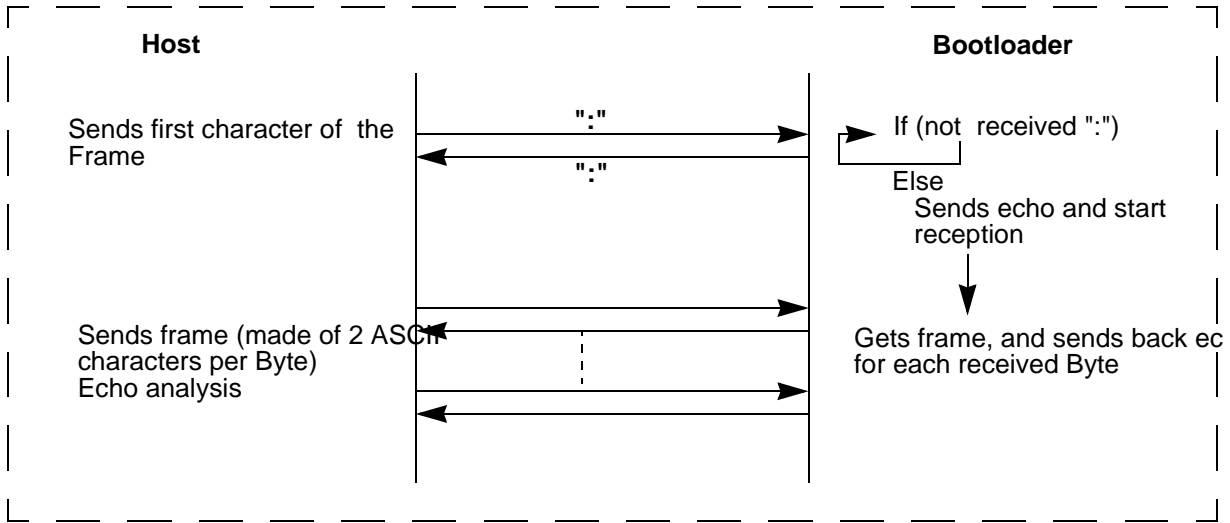 Host
Bootloader
Sends first character of the
Frame
":"
":"
If (not received ":")
Else
Sends echo and start
reception
Sends frame (made of 2 ASCII
characters per Byte)
Echo analysis
Gets frame, and sends back ec
for each received Byte